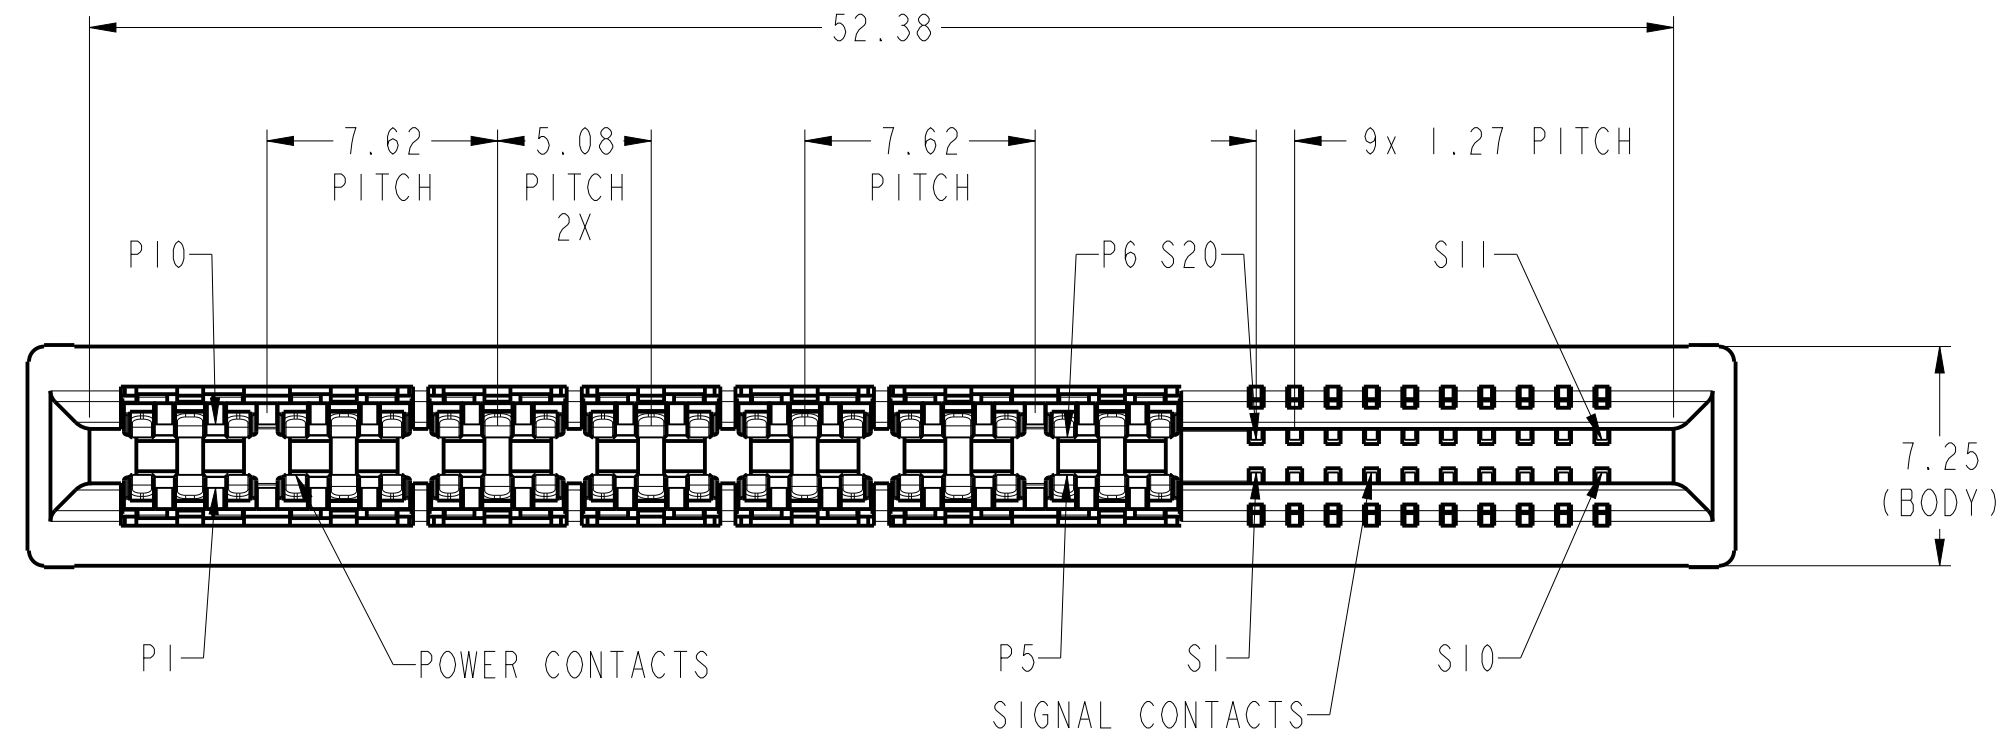 52.38
7.62
PITCH
5.08
PITCH
2X
7.62
PITCH
9x 1.27 PITCH
P10
P6
S20
S11
7.25
(BODY)
P1
POWER CONTACTS
P5
S1
S10
SIGNAL CONTACTS